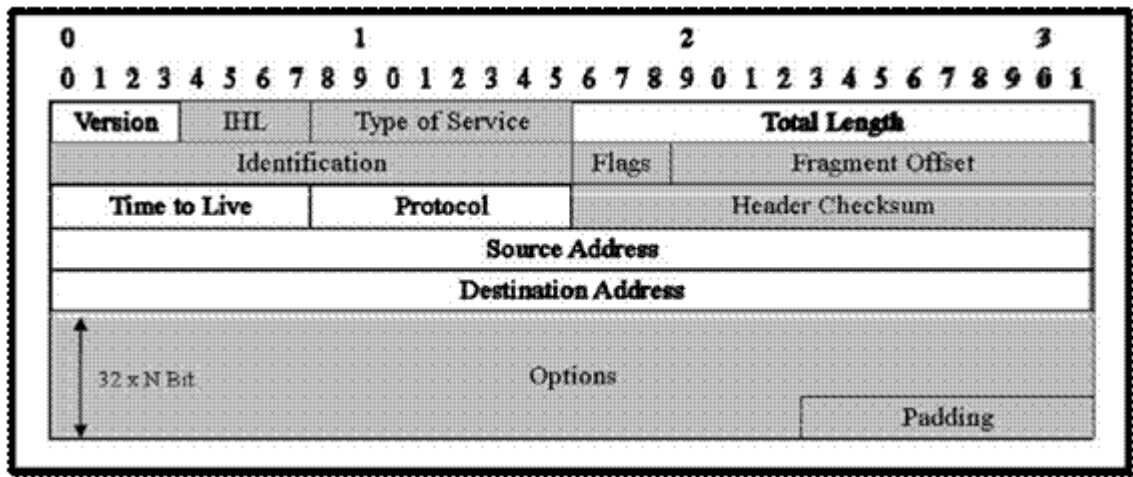 0 1 2 3
0 1 2 3 4 5 6 7 8 9 0 1 2 3 4 5 6 7 8 9 0 1 2 3 4 5 6 7 8 9 0 1
Version IHL Type of Service Total Length
Identification Flags Fragment Offset
Time to Live Protocol Header Checksum
Source Address
Destination Address
32 x N Bit Options
Padding